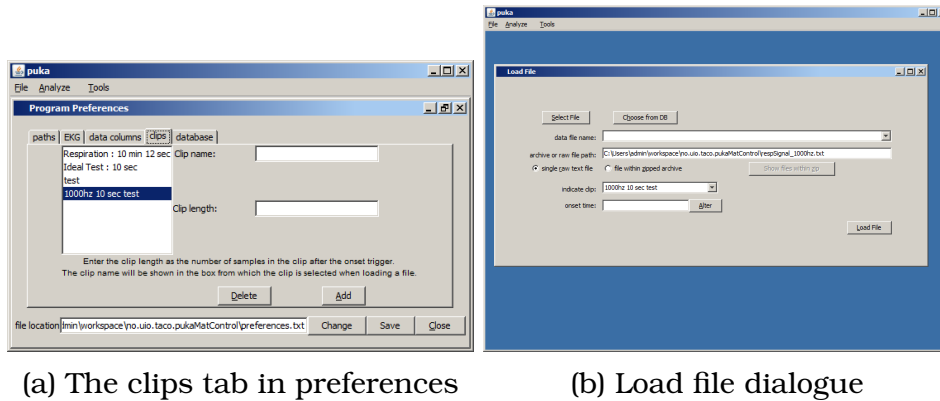 puka
File Analyze Tools
Program Preferences
paths EKG data columns clips database
Respiration : 10 min 12 sec
Ideal Test : 10 sec
test
1000hz 10 sec test
Clip name:
Clip length:
Enter the clip length as the number of samples in the clip after the onset trigger.
The clip name will be shown in the box from which the clip is selected when loading a file.
Delete Add
file location dmin\workspace\no.uio.taco.pukaMatControl\preferences.txt Change Save Close
(a) The clips tab in preferences
puka
File Analyze Tools
Load File
Select File Choose from DB
data file name:
archive or raw file path: C:\Users\admin\workspace\no.uio.taco.pukaMatControl\respSignal_1000hz.txt
single raw text file file within zipped archive Show files within zip
indicate clip: 1000hz 10 sec test
onset time: Alter
Load File
(b) Load file dialogue